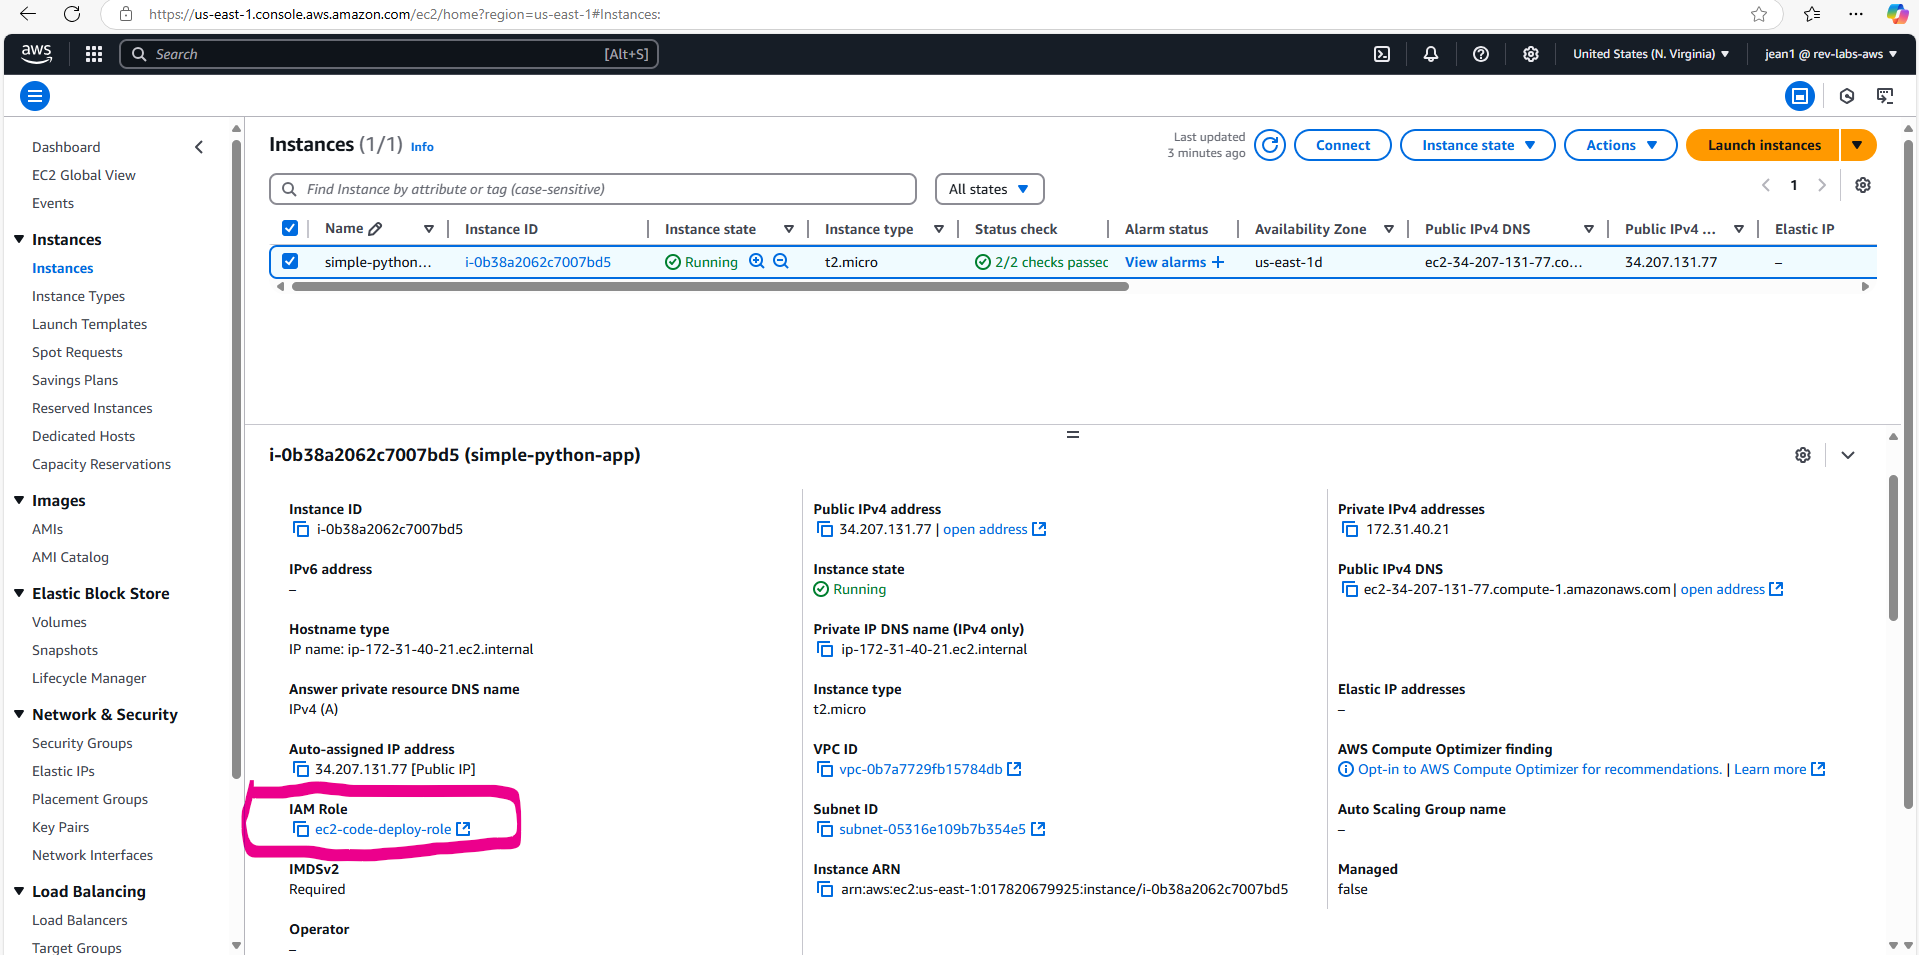 https://us-east-1.console.aws.amazon.com/ec2/home?region=us-east-1#Instances:
aws
Search
[Alt+S]
United States (N. Virginia)
jean1 @ rev-labs-aws
Dashboard
EC2 Global View
Events
Instances
Instances
Instance Types
Launch Templates
Spot Requests
Savings Plans
Reserved Instances
Dedicated Hosts
Capacity Reservations
Images
AMIs
AMI Catalog
Elastic Block Store
Volumes
Snapshots
Lifecycle Manager
Network & Security
Security Groups
Elastic IPs
Placement Groups
Key Pairs
Network Interfaces
Load Balancing
Load Balancers
Target Groups
Instances (1/1) Info
Last updated
3 minutes ago
Connect
Instance state
Actions
Launch instances
Find Instance by attribute or tag (case-sensitive)
All states
1
Name Instance ID Instance state Instance type Status check Alarm status Availability Zone Public IPv4 DNS Public IPv4 ... Elastic IP
simple-python... i-0b38a2062c7007bd5 Running t2.micro 2/2 checks passec View alarms + us-east-1d ec2-34-207-131-77.co... 34.207.131.77 –
i-0b38a2062c7007bd5 (simple-python-app)
Instance ID
i-0b38a2062c7007bd5
IPv6 address
–
Hostname type
IP name: ip-172-31-40-21.ec2.internal
Answer private resource DNS name
IPv4 (A)
Auto-assigned IP address
34.207.131.77 [Public IP]
IAM Role
ec2-code-deploy-role
IMDSv2
Required
Operator
–
Public IPv4 address
34.207.131.77 | open address
Instance state
Running
Private IP DNS name (IPv4 only)
ip-172-31-40-21.ec2.internal
Instance type
t2.micro
VPC ID
vpc-0b7a7729fb15784db
Subnet ID
subnet-05316e109b7b354e5
Instance ARN
arn:aws:ec2:us-east-1:017820679925:instance/i-0b38a2062c7007bd5
Private IPv4 addresses
172.31.40.21
Public IPv4 DNS
ec2-34-207-131-77.compute-1.amazonaws.com | open address
Elastic IP addresses
–
AWS Compute Optimizer finding
Opt-in to AWS Compute Optimizer for recommendations. | Learn more
Auto Scaling Group name
–
Managed
false